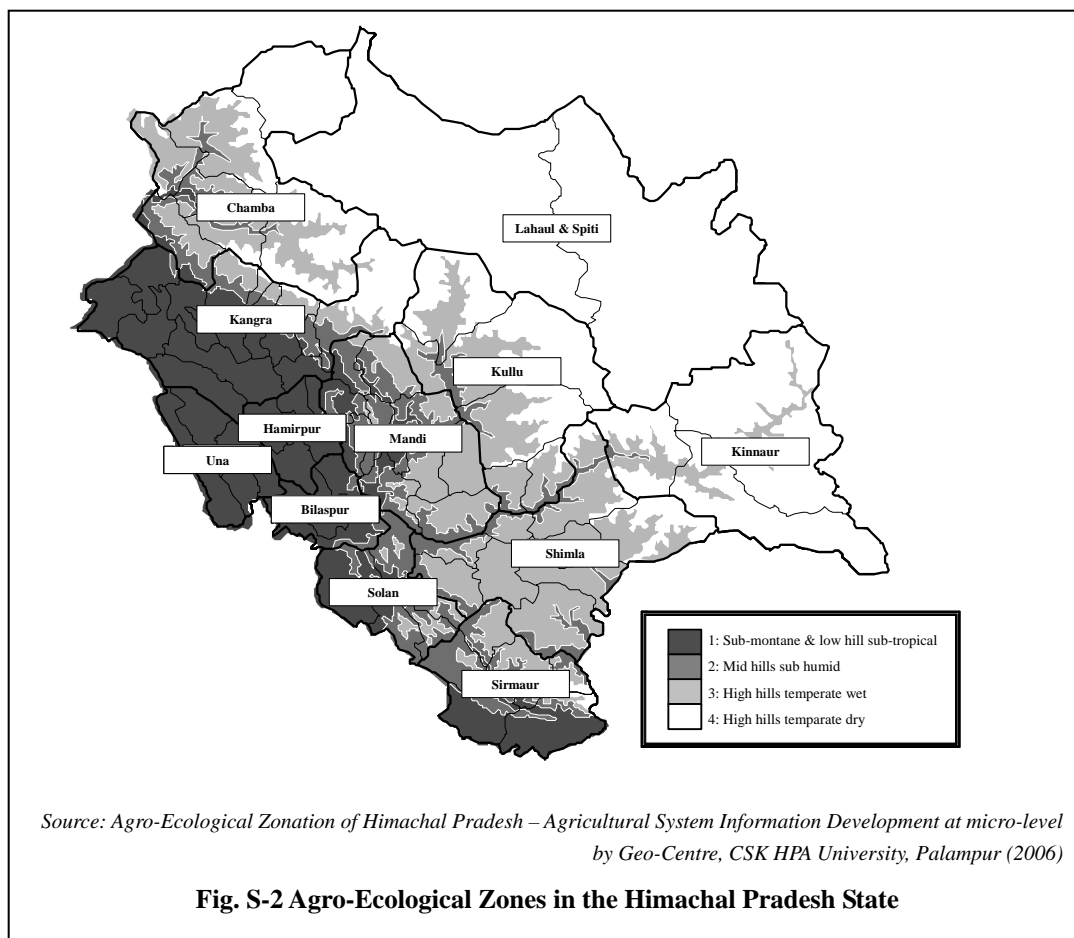 Chamba
Lahaul & Spiti
Kangra
Kullu
Hamirpur
Mandi
Kinnaur
Una
Bilaspur
Shimla
Solan
Sirmaur
1: Sub-montane & low hill sub-tropical
2: Mid hills sub humid
3: High hills temperate wet
4: High hills temparate dry
Source: Agro-Ecological Zonation of Himachal Pradesh – Agricultural System Information Development at micro-level
by Geo-Centre, CSK HPA University, Palampur (2006)
Fig. S-2 Agro-Ecological Zones in the Himachal Pradesh State